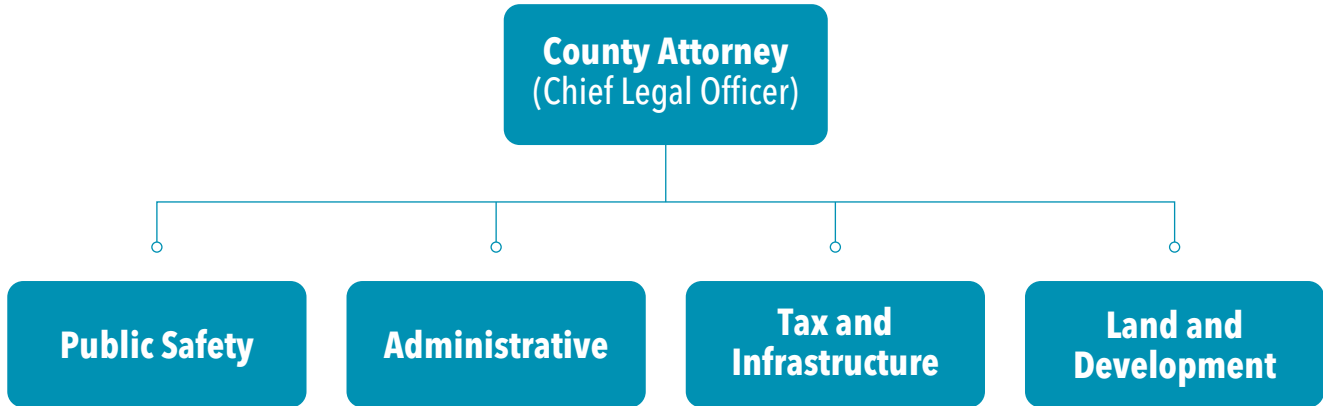 County Attorney
(Chief Legal Officer)
Public Safety
Administrative
Tax and
Infrastructure
Land and
Development